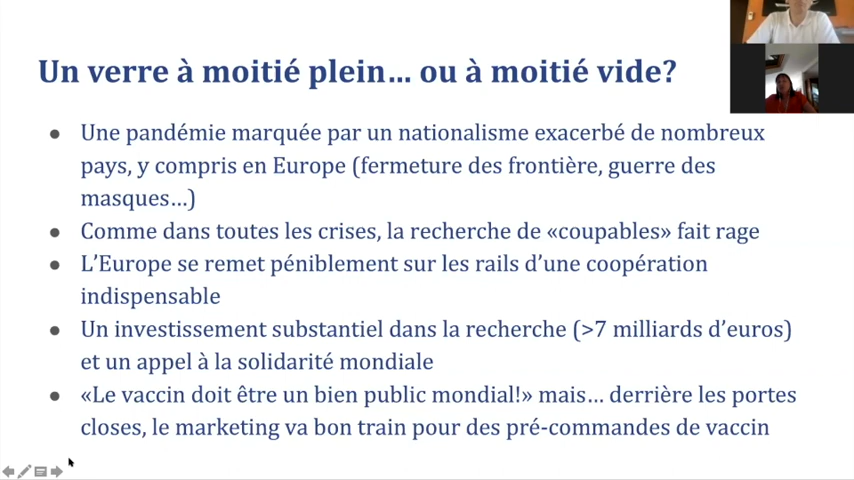 Un verre à moitié plein… ou à moitié vide?
● Une pandémie marquée par un nationalisme exacerbé de nombreux
pays, y compris en Europe (fermeture des frontière, guerre des
masques…)
● Comme dans toutes les crises, la recherche de «coupables» fait rage
● L’Europe se remet péniblement sur les rails d’une coopération
indispensable
● Un investissement substantiel dans la recherche (>7 milliards d’euros)
et un appel à la solidarité mondiale
● «Le vaccin doit être un bien public mondial!» mais… derrière les portes
closes, le marketing va bon train pour des pré-commandes de vaccin